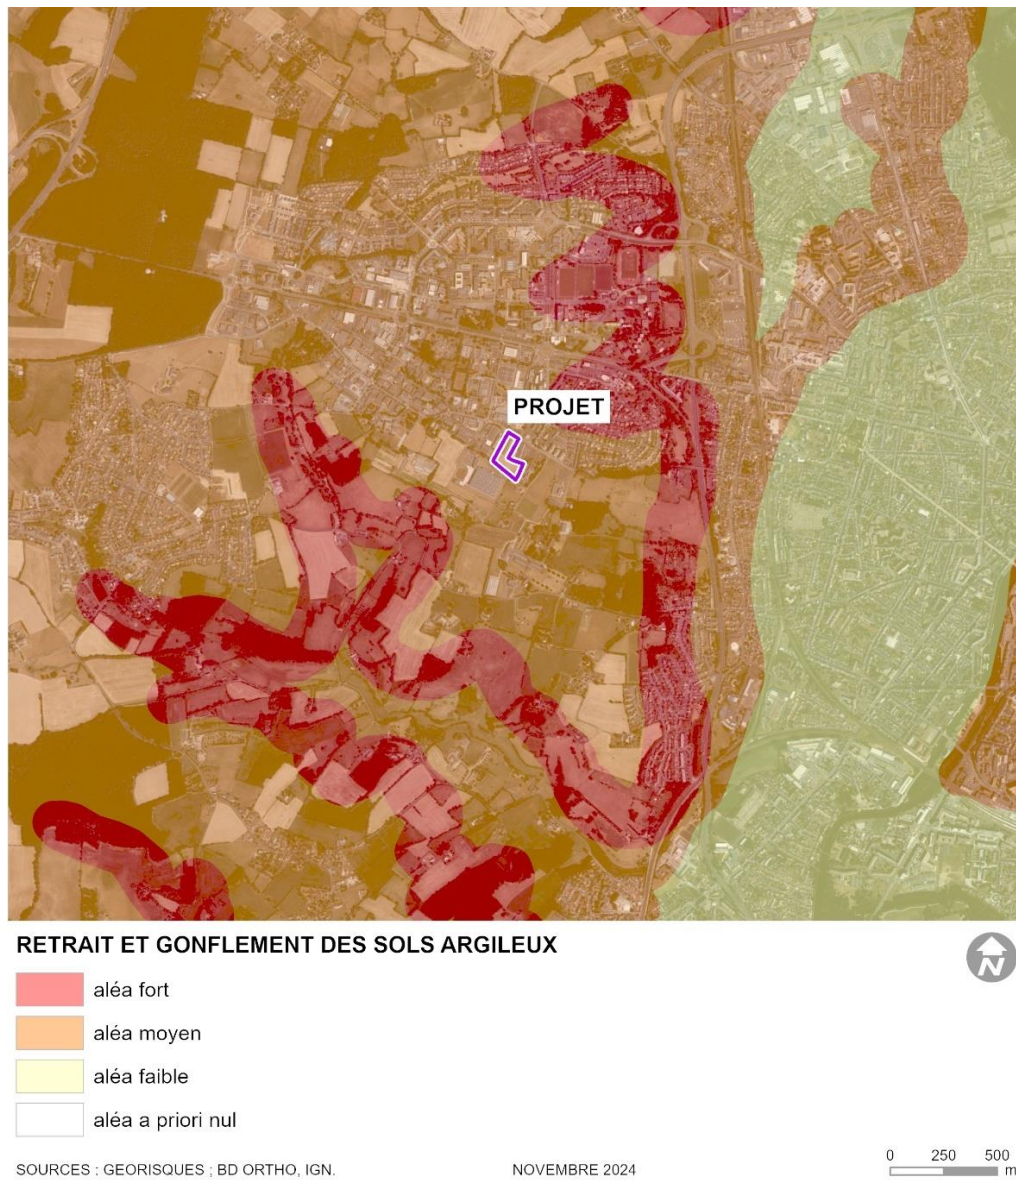 PROJET
RETRAIT ET GONFLEMENT DES SOLS ARGILEUX
N
aléa fort
aléa moyen
aléa faible
aléa a priori nul
SOURCES : GEORISQUES ; BD ORTHO, IGN.
NOVEMBRE 2024
0 250 500
m